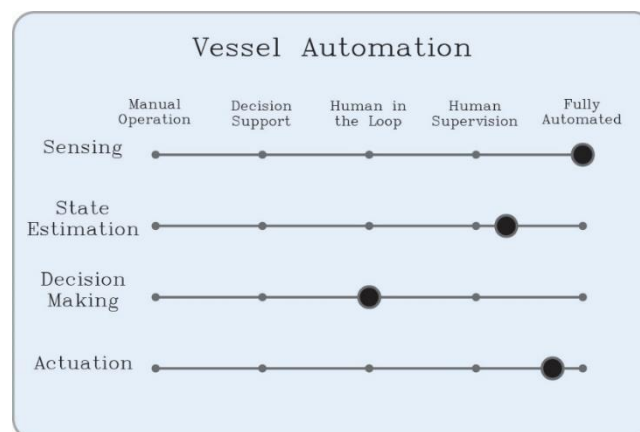 Vessel Automation
Manual
Operation
Decision
Support
Human in
the Loop
Human
Supervision
Fully
Automated
Sensing
State
Estimation
Decision
Making
Actuation